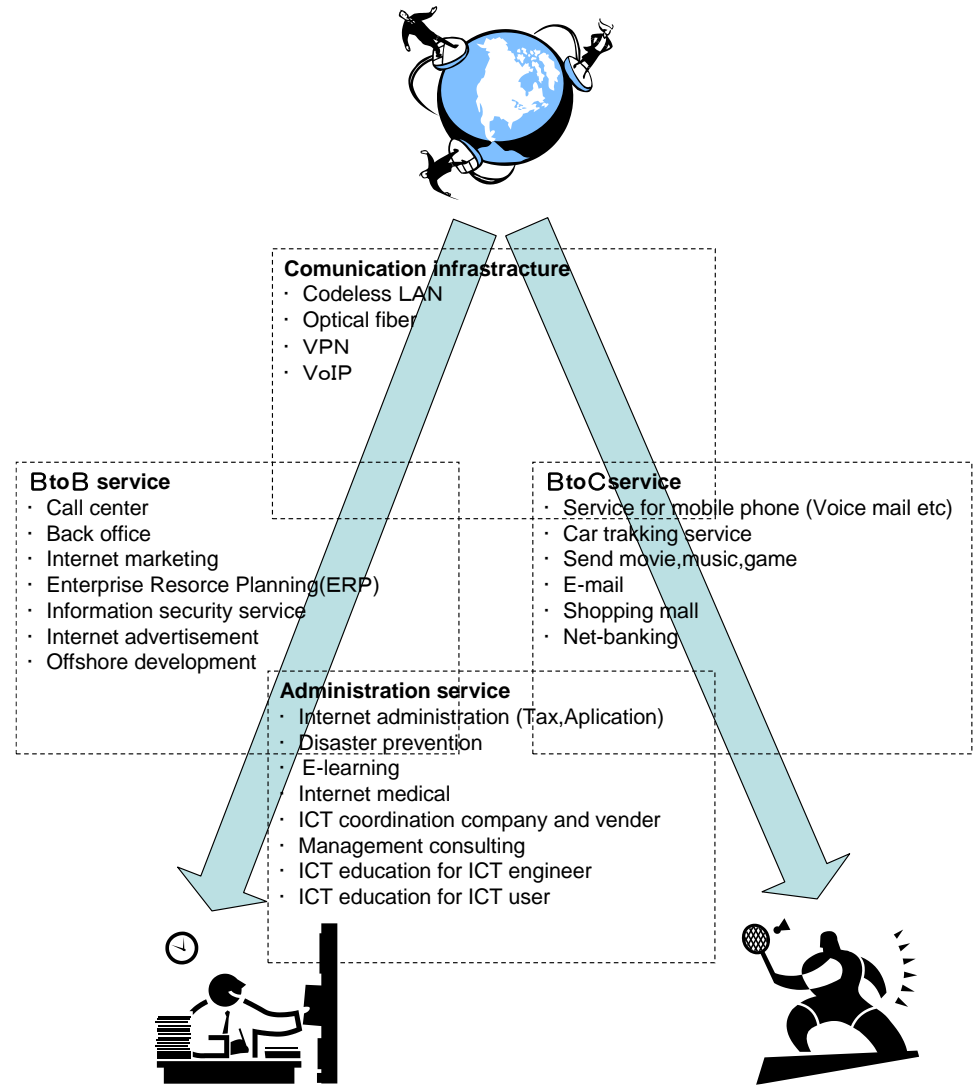 Comunication infrastracture
· Codeless LAN
· Optical fiber
· VPN
· VoIP
BtoB service
· Call center
· Back office
· Internet marketing
· Enterprise Resorce Planning(ERP)
· Information security service
· Internet advertisement
· Offshore development
BtoCservice
· Service for mobile phone (Voice mail etc)
· Car trakking service
· Send movie,music,game
· E-mail
· Shopping mall
· Net-banking
Administration service
· Internet administration (Tax,Aplication)
· Disaster prevention
· E-learning
· Internet medical
· ICT coordination company and vender
· Management consulting
· ICT education for ICT engineer
· ICT education for ICT user